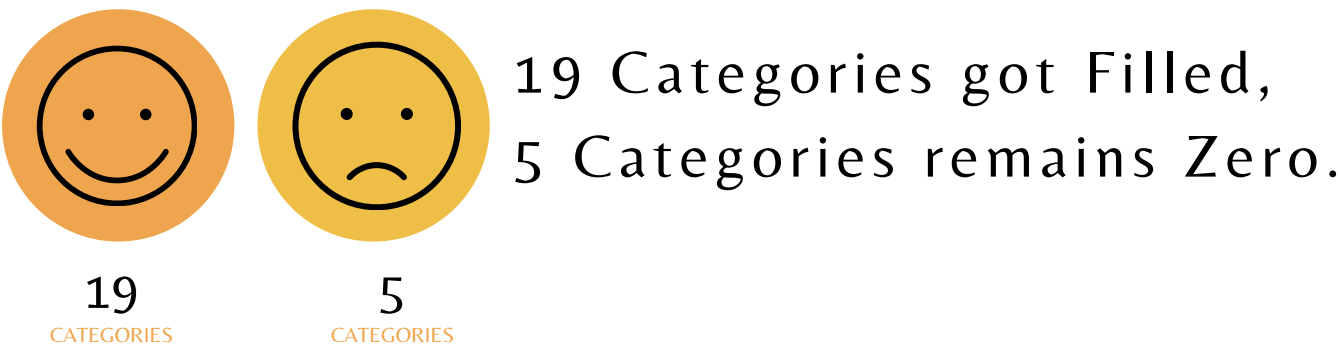 19 Categories got Filled,
5 Categories remains Zero.
19
CATEGORIES
5
CATEGORIES